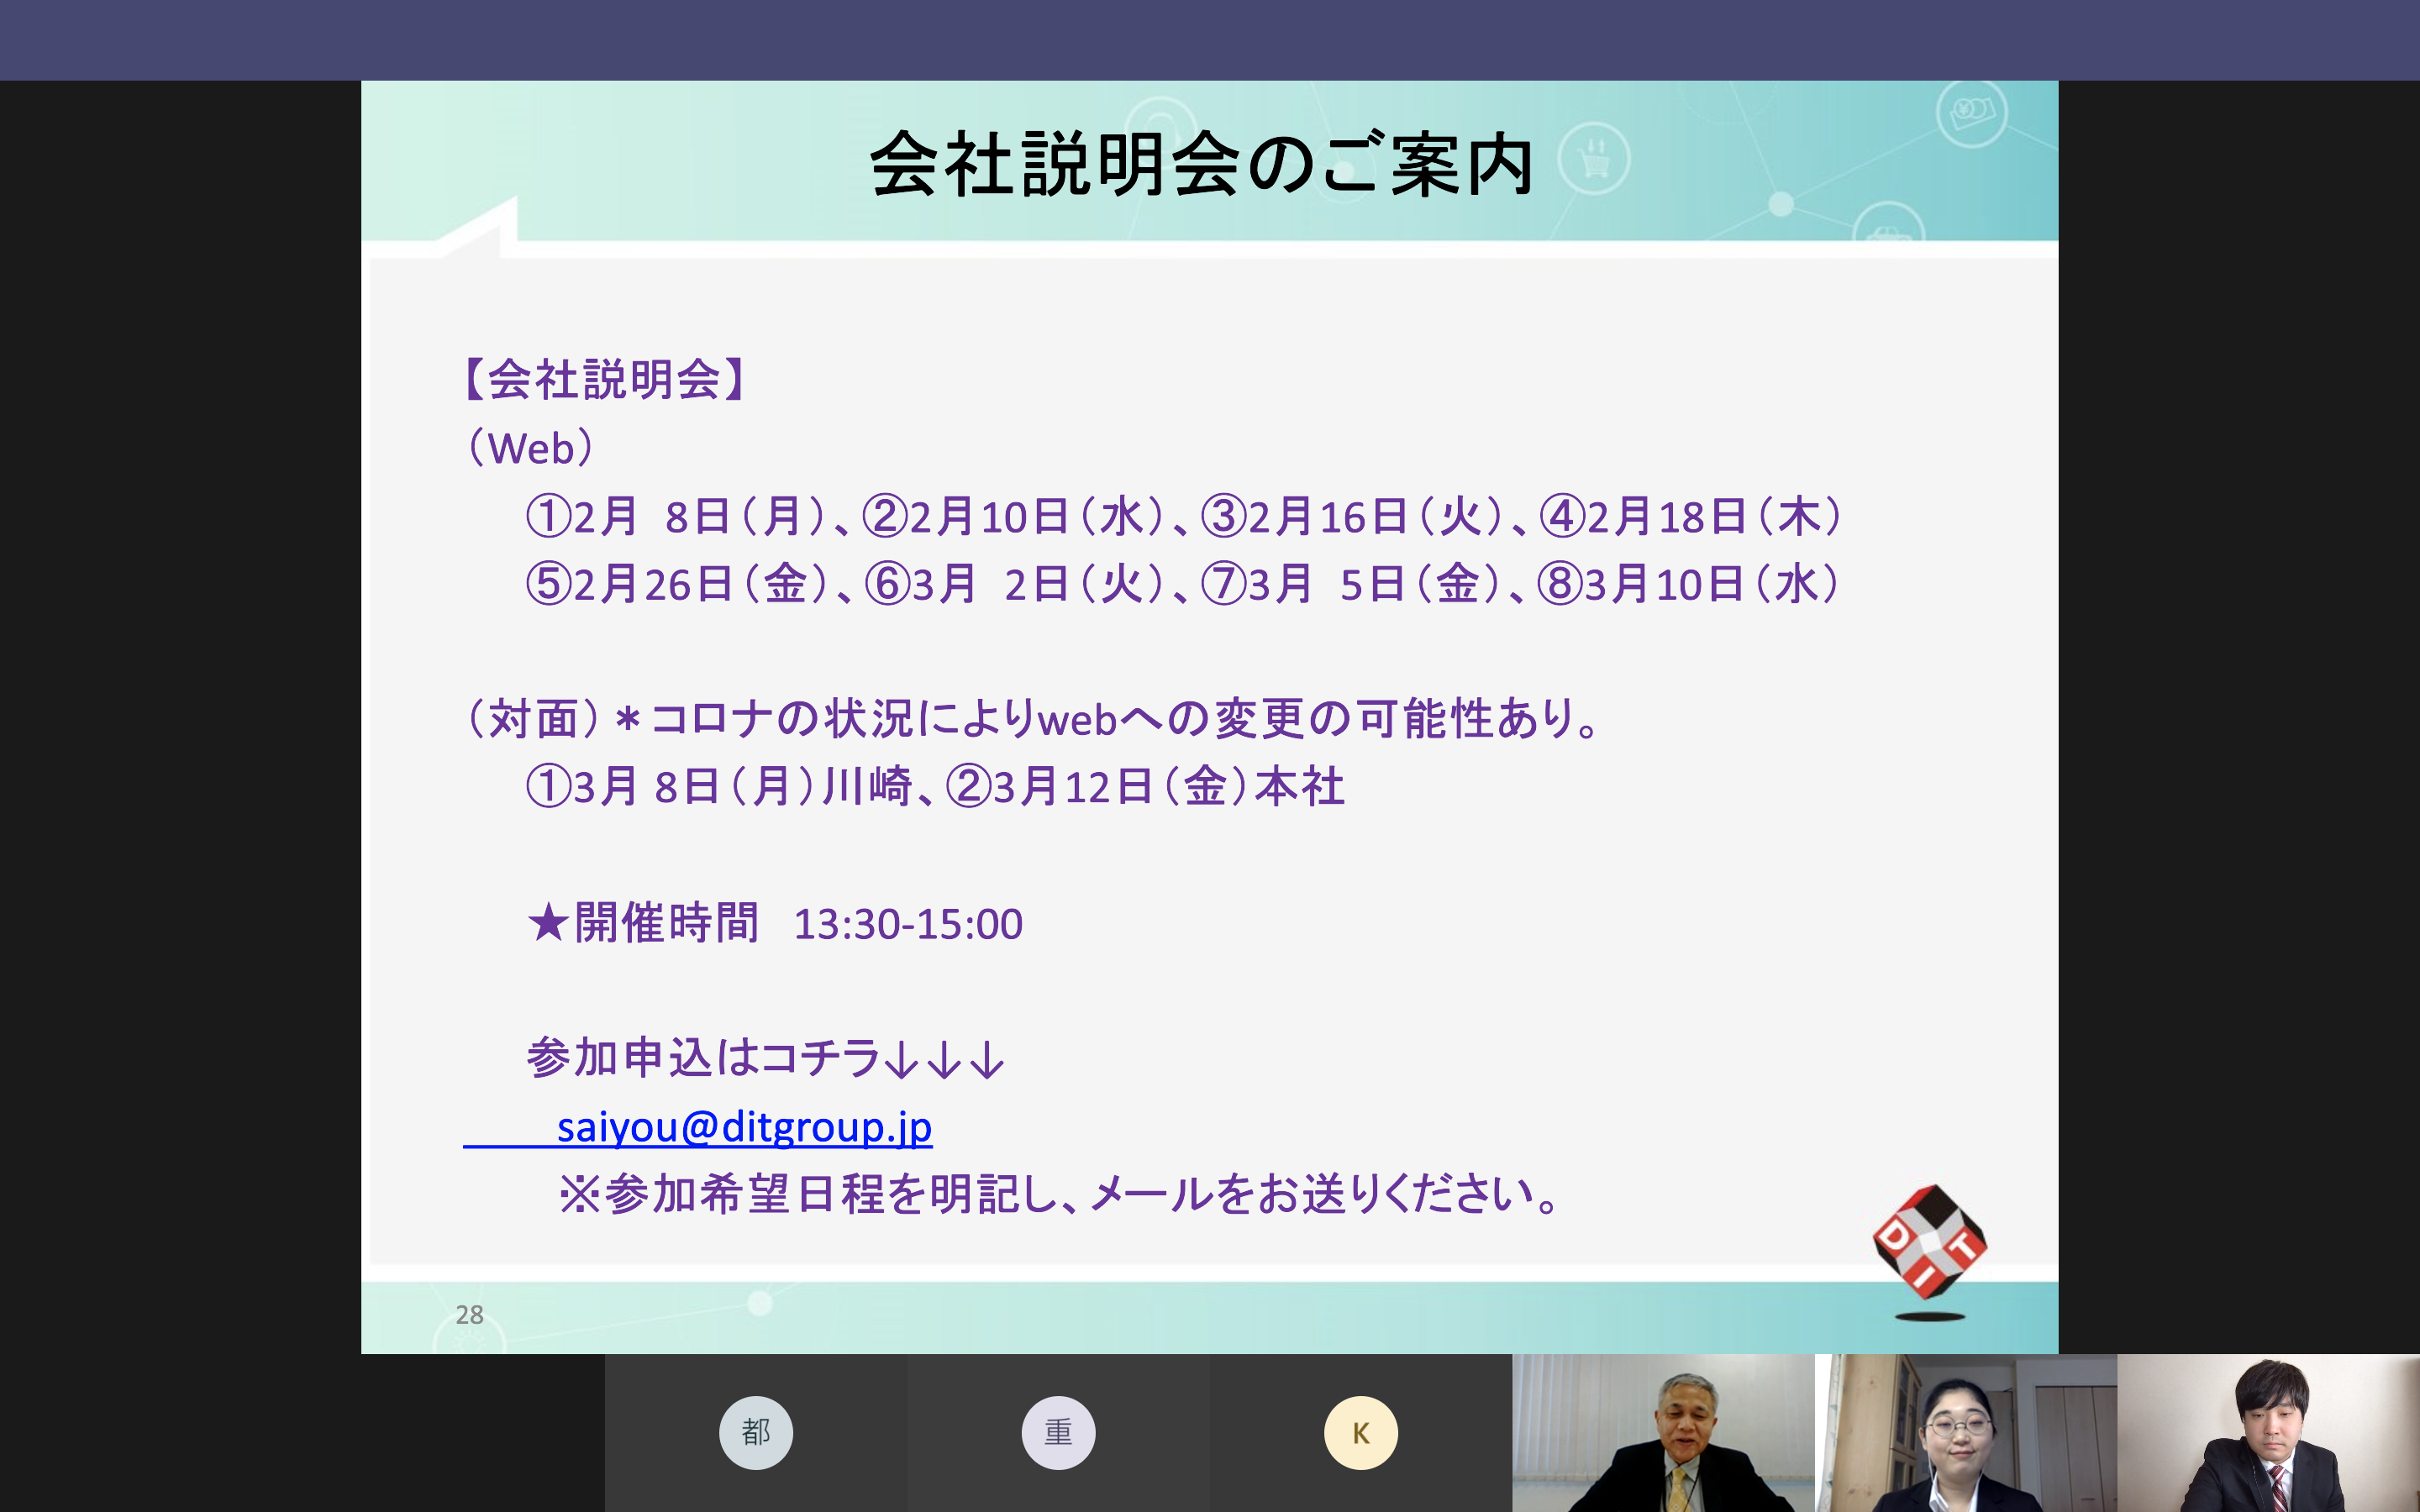 会社説明会のご案内
【会社説明会】
（Web）
①2月 8日（月）、②2月10日（水）、③2月16日（火）、④2月18日（木）
⑤2月26日（金）、⑥3月 2日（火）、⑦3月 5日（金）、⑧3月10日（水）
（対面）＊コロナの状況によりwebへの変更の可能性あり。
①3月 8日（月）川崎、②3月12日（金）本社
★開催時間 13:30-15:00
参加申込はコチラ↓↓↓
saiyou@ditgroup.jp
※参加希望日程を明記し、メールをお送りください。
DIT
28
都
重
K